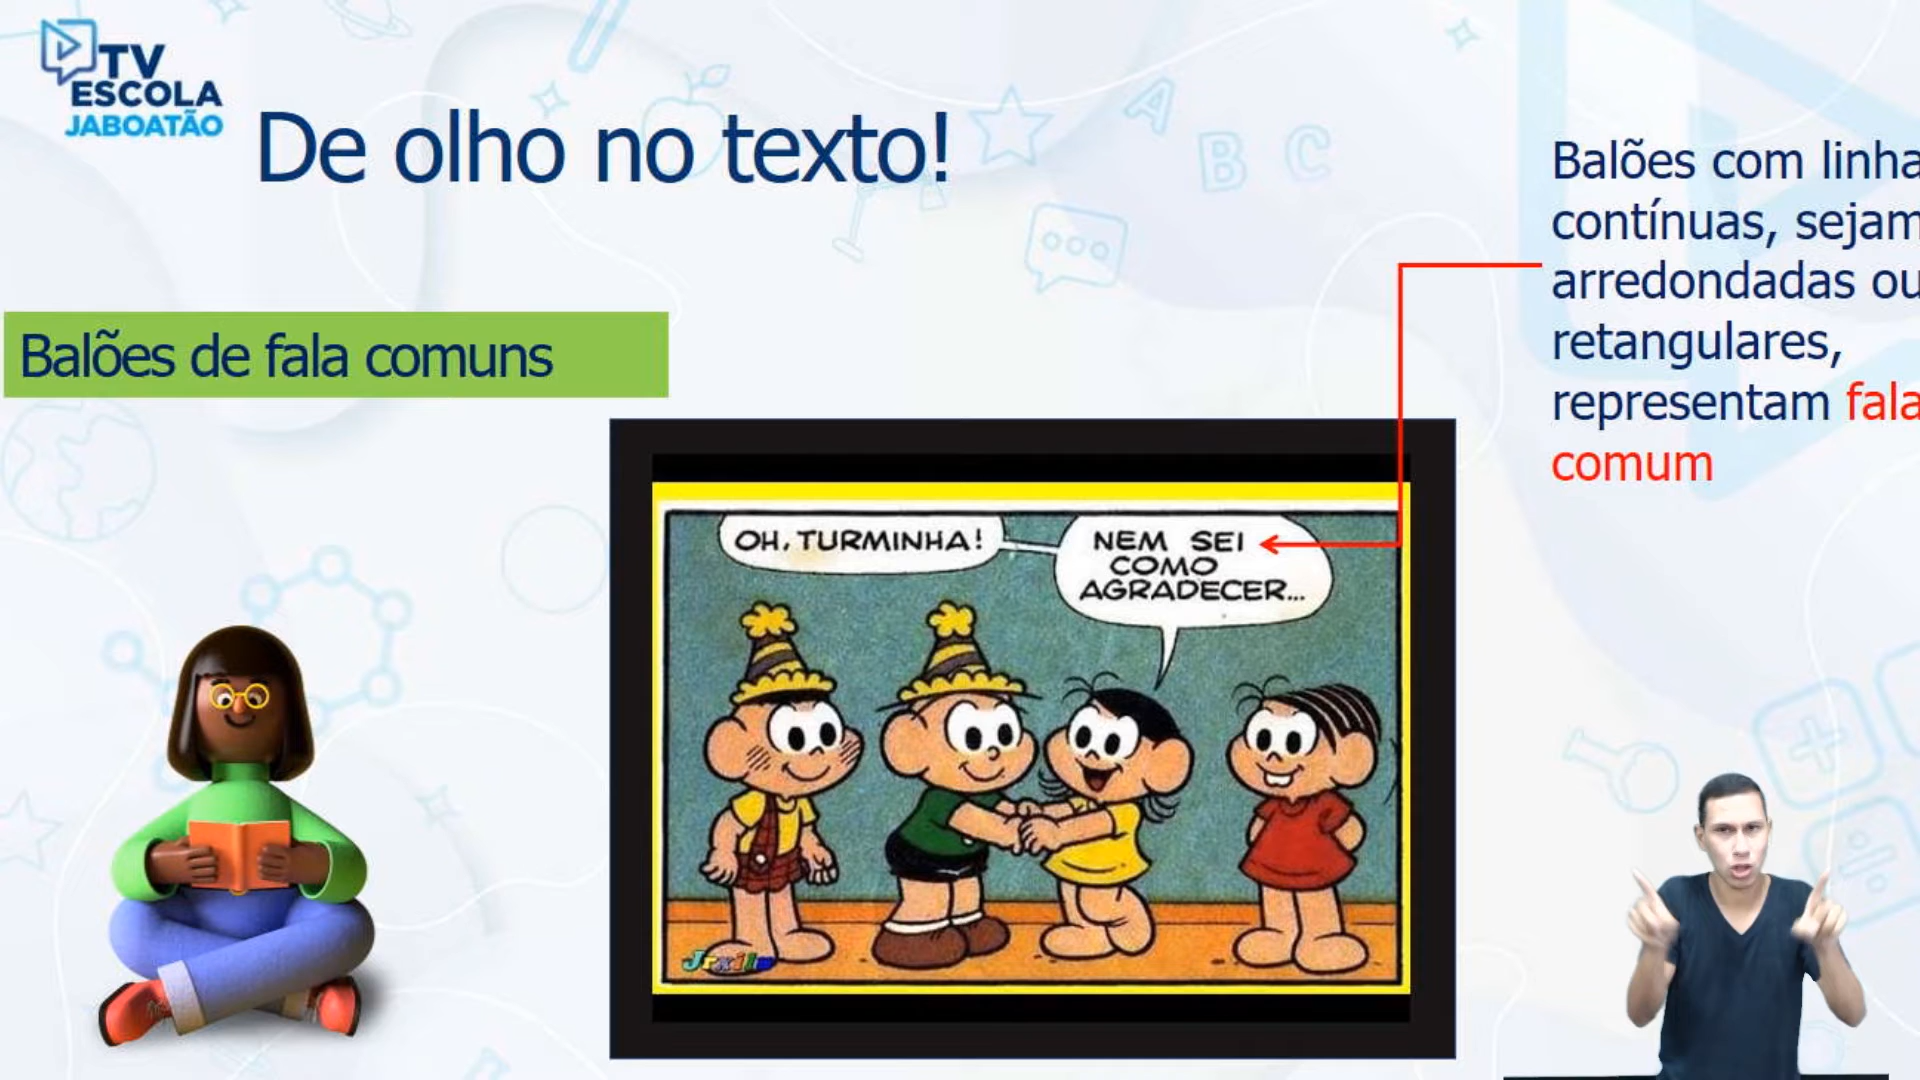 TV
ESCOLA
JABOATÃO
De olho no texto!
Balões com linha
contínuas, sejam
arredondadas ou
retangulares,
representam fala
comum
Balões de fala comuns
OH, TURMINHA!
NEM SEI
COMO
AGRADECER...
A
B C